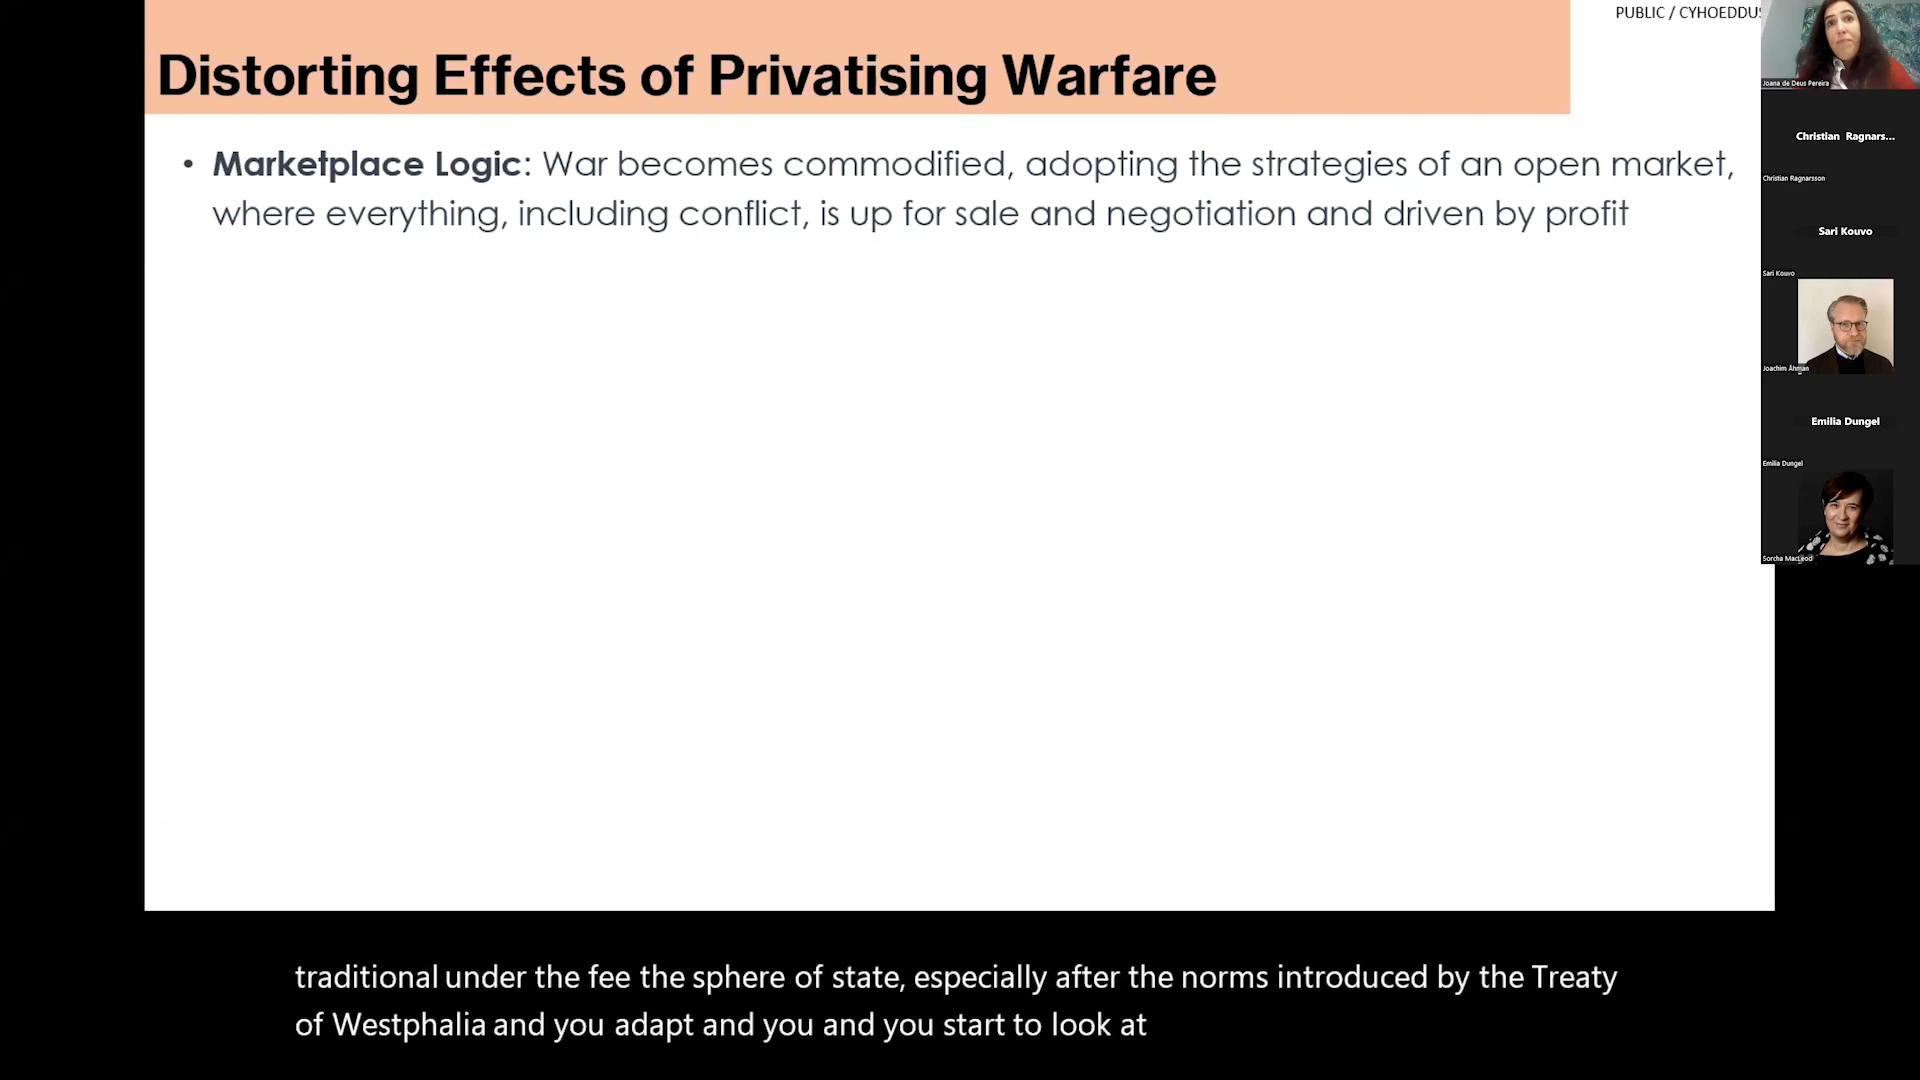 PUBLIC / CYHOEDDUS
Distorting Effects of Privatising Warfare
• Marketplace Logic: War becomes commodified, adopting the strategies of an open market,
where everything, including conflict, is up for sale and negotiation and driven by profit
Joana de Deus Pereira
Christian Ragnars...
Christian Ragnarsson
Sari Kouvo
Sari Kouvo
Joachim Åhman
Emilia Dungel
Emilia Dungel
Sorcha MacLeod
traditional under the fee the sphere of state, especially after the norms introduced by the Treaty
of Westphalia and you adapt and you and you start to look at